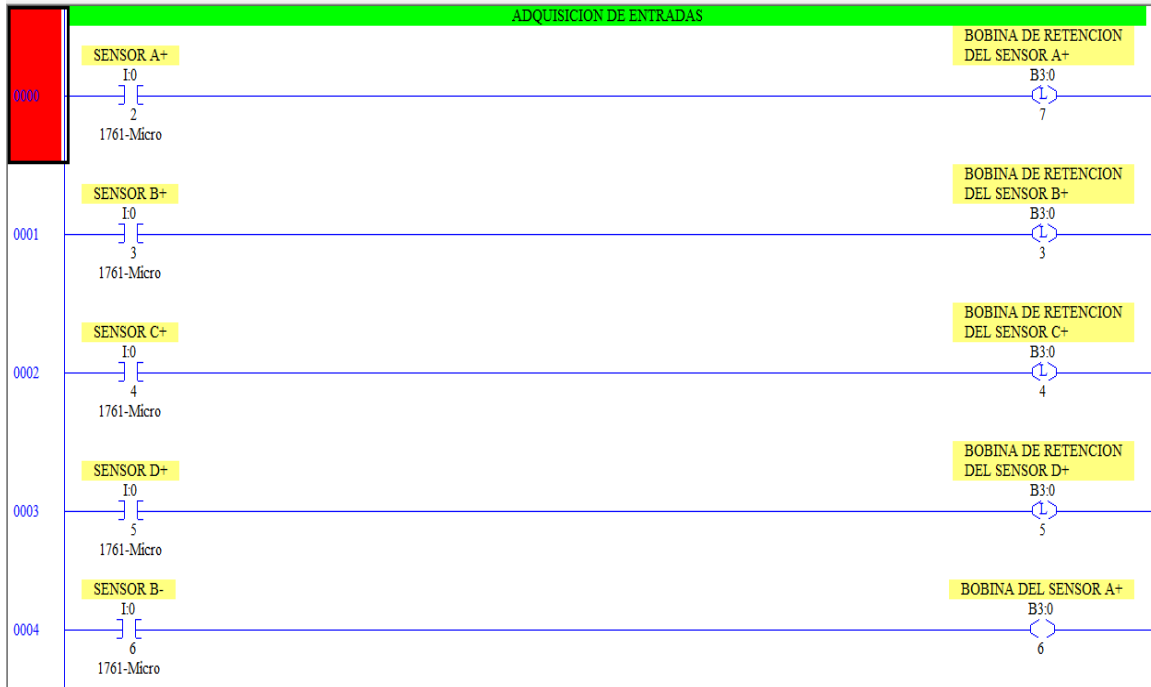 ADQUISICION DE ENTRADAS
SENSOR A+
I:0
2
1761-Micro
BOBINA DE RETENCION
DEL SENSOR A+
B3:0
L
7
0000
SENSOR B+
I:0
3
1761-Micro
BOBINA DE RETENCION
DEL SENSOR B+
B3:0
L
3
0001
SENSOR C+
I:0
4
1761-Micro
BOBINA DE RETENCION
DEL SENSOR C+
B3:0
L
4
0002
SENSOR D+
I:0
5
1761-Micro
BOBINA DE RETENCION
DEL SENSOR D+
B3:0
L
5
0003
SENSOR B-
I:0
6
1761-Micro
BOBINA DEL SENSOR A+
B3:0
6
0004